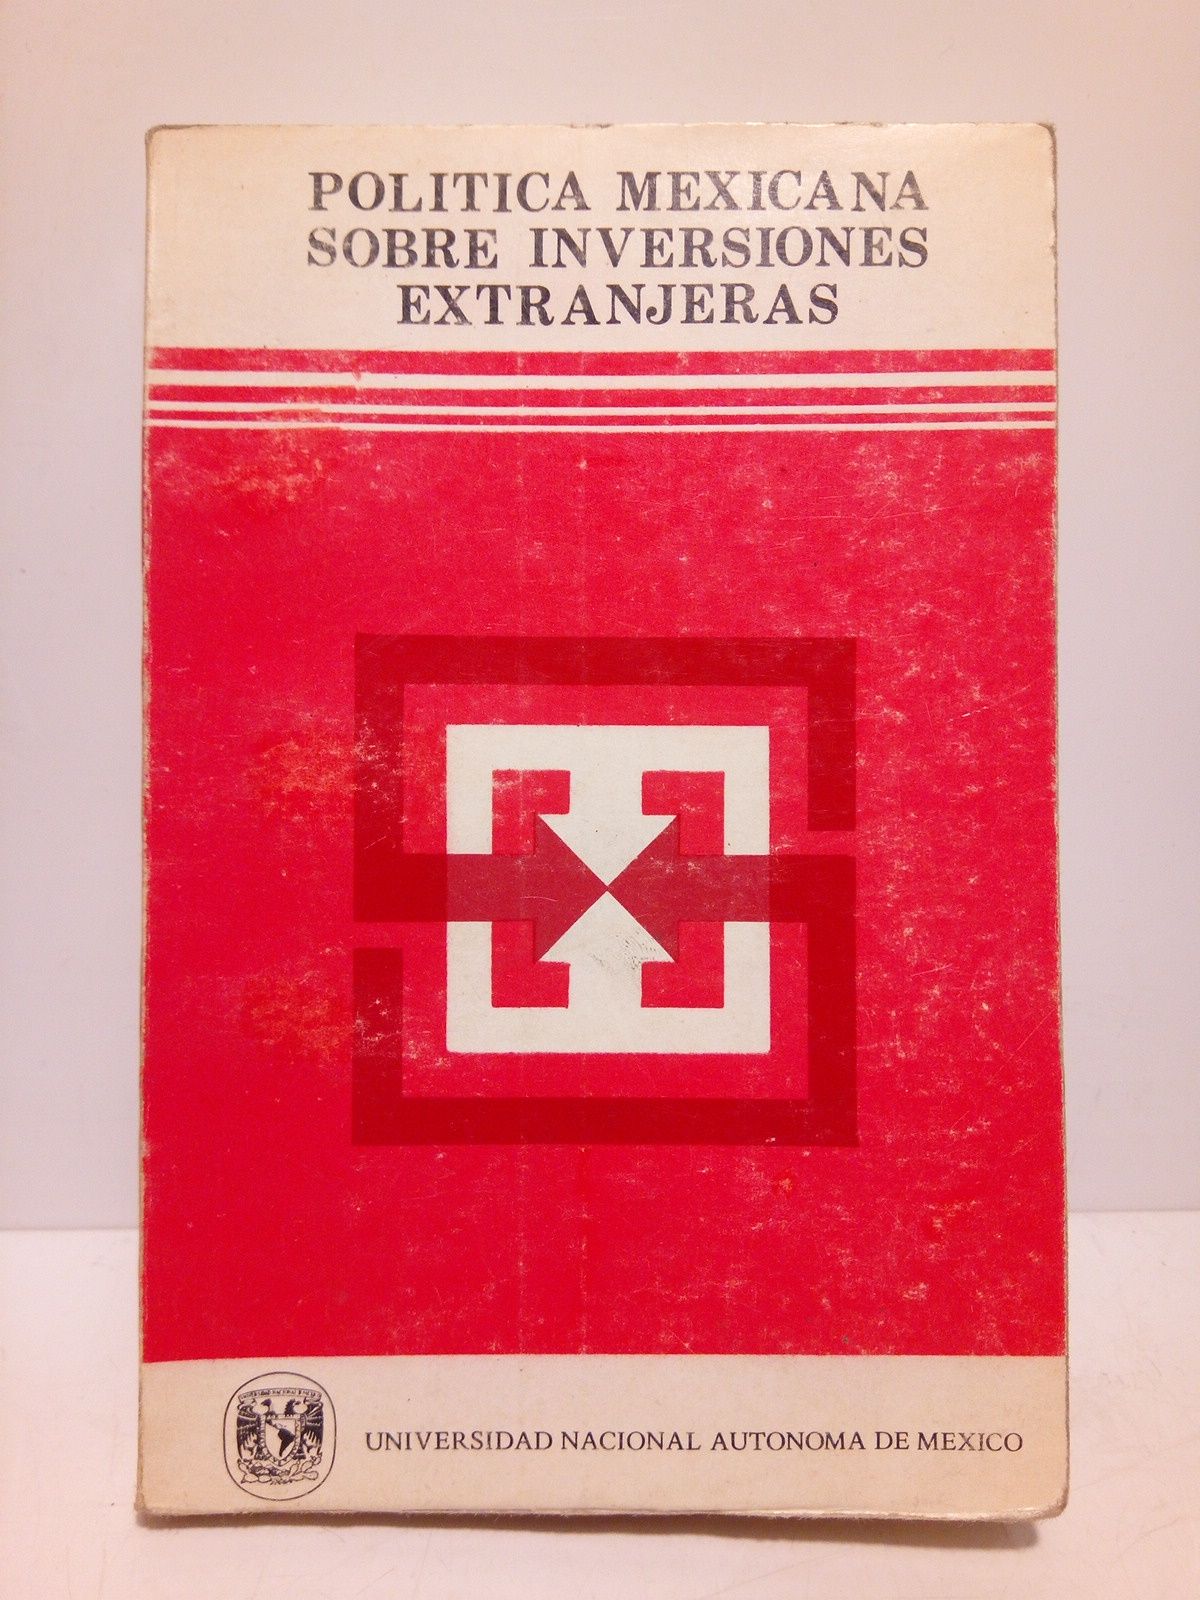 POLITICA MEXICANA
SOBRE INVERSIONES
EXTRANJERAS
UNIVERSIDAD NACIONAL AUTONOMA DE MEXICO